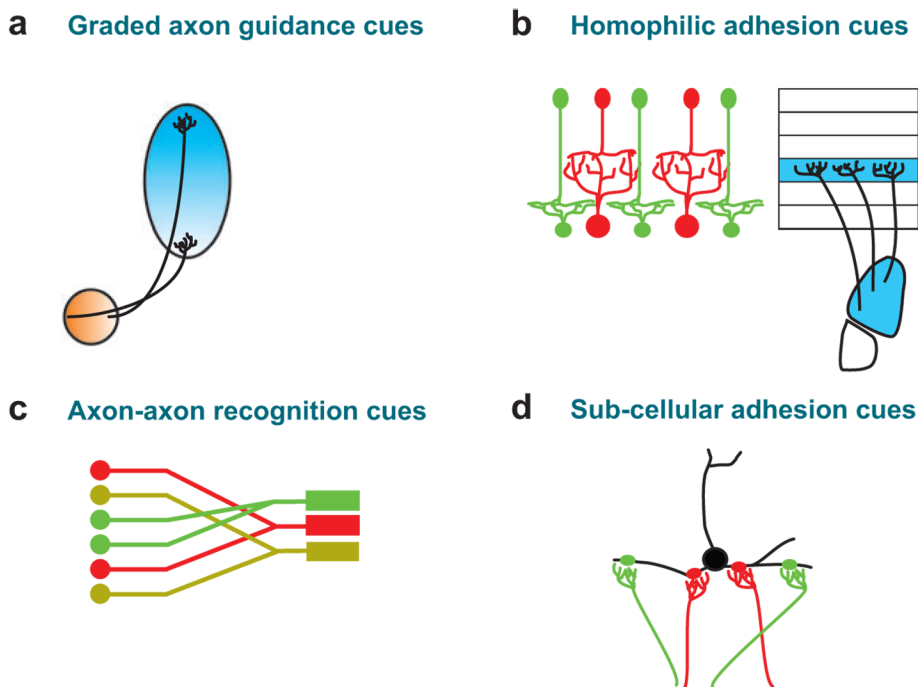 a Graded axon guidance cues
b Homophilic adhesion cues
c Axon-axon recognition cues
d Sub-cellular adhesion cues